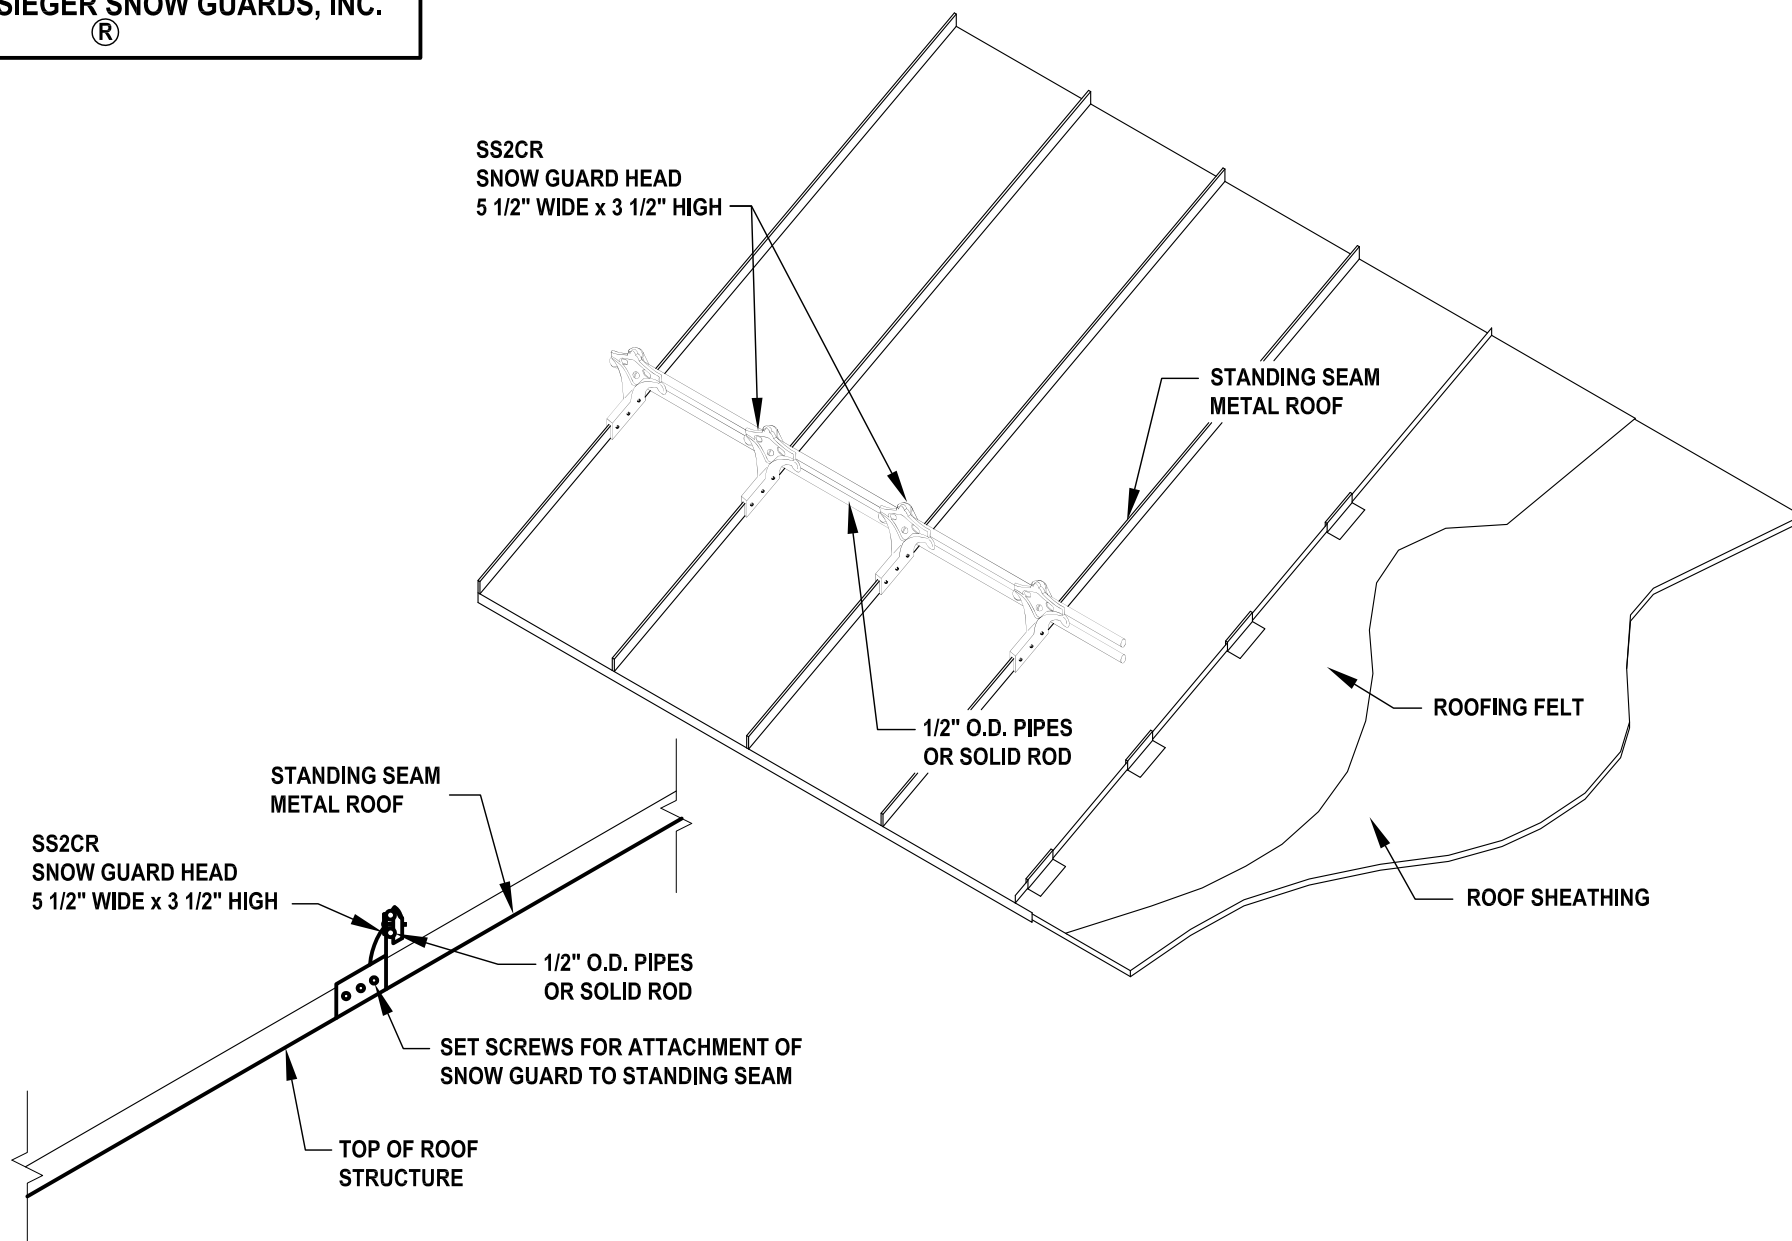 SIEGER SNOW GUARDS, INC.
®
SS2CR
SNOW GUARD HEAD
5 1/2" WIDE x 3 1/2" HIGH
STANDING SEAM
METAL ROOF
ROOFING FELT
1/2" O.D. PIPES
OR SOLID ROD
ROOF SHEATHING
STANDING SEAM
METAL ROOF
SS2CR
SNOW GUARD HEAD
5 1/2" WIDE x 3 1/2" HIGH
1/2" O.D. PIPES
OR SOLID ROD
SET SCREWS FOR ATTACHMENT OF
SNOW GUARD TO STANDING SEAM
TOP OF ROOF
STRUCTURE